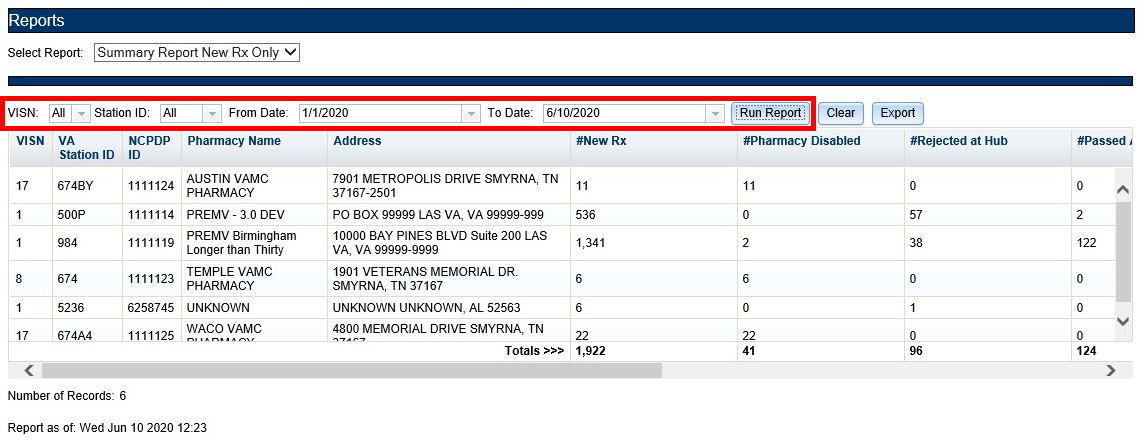 Reports
Select Report: Summary Report New Rx Only
VISN: All Station ID: All From Date: 1/1/2020 To Date: 6/10/2020 Run Report Clear Export
VISN VA Station ID NCPDP ID Pharmacy Name Address #New Rx #Pharmacy Disabled #Rejected at Hub #Passed A
17 674BY 1111124 AUSTIN VAMC PHARMACY 7901 METROPOLIS DRIVE SMYRNA, TN 37167-2501 11 11 0 0
1 500P 1111114 PREMV - 3.0 DEV PO BOX 99999 LAS VA, VA 99999-999 536 0 57 2
1 984 1111119 PREMV Birmingham Longer than Thirty 10000 BAY PINES BLVD Suite 200 LAS VA, VA 99999-9999 1,341 2 38 122
8 674 1111123 TEMPLE VAMC PHARMACY 1901 VETERANS MEMORIAL DR. SMYRNA, TN 37167 6 6 0 0
1 5236 6258745 UNKNOWN UNKNOWN UNKNOWN, AL 52563 6 0 1 0
17 674A4 1111125 WACO VAMC PHARMACY 4800 MEMORIAL DRIVE SMYRNA, TN 37167 22 22 0 0
Totals >>> 1,922 41 96 124
Number of Records: 6
Report as of: Wed Jun 10 2020 12:23